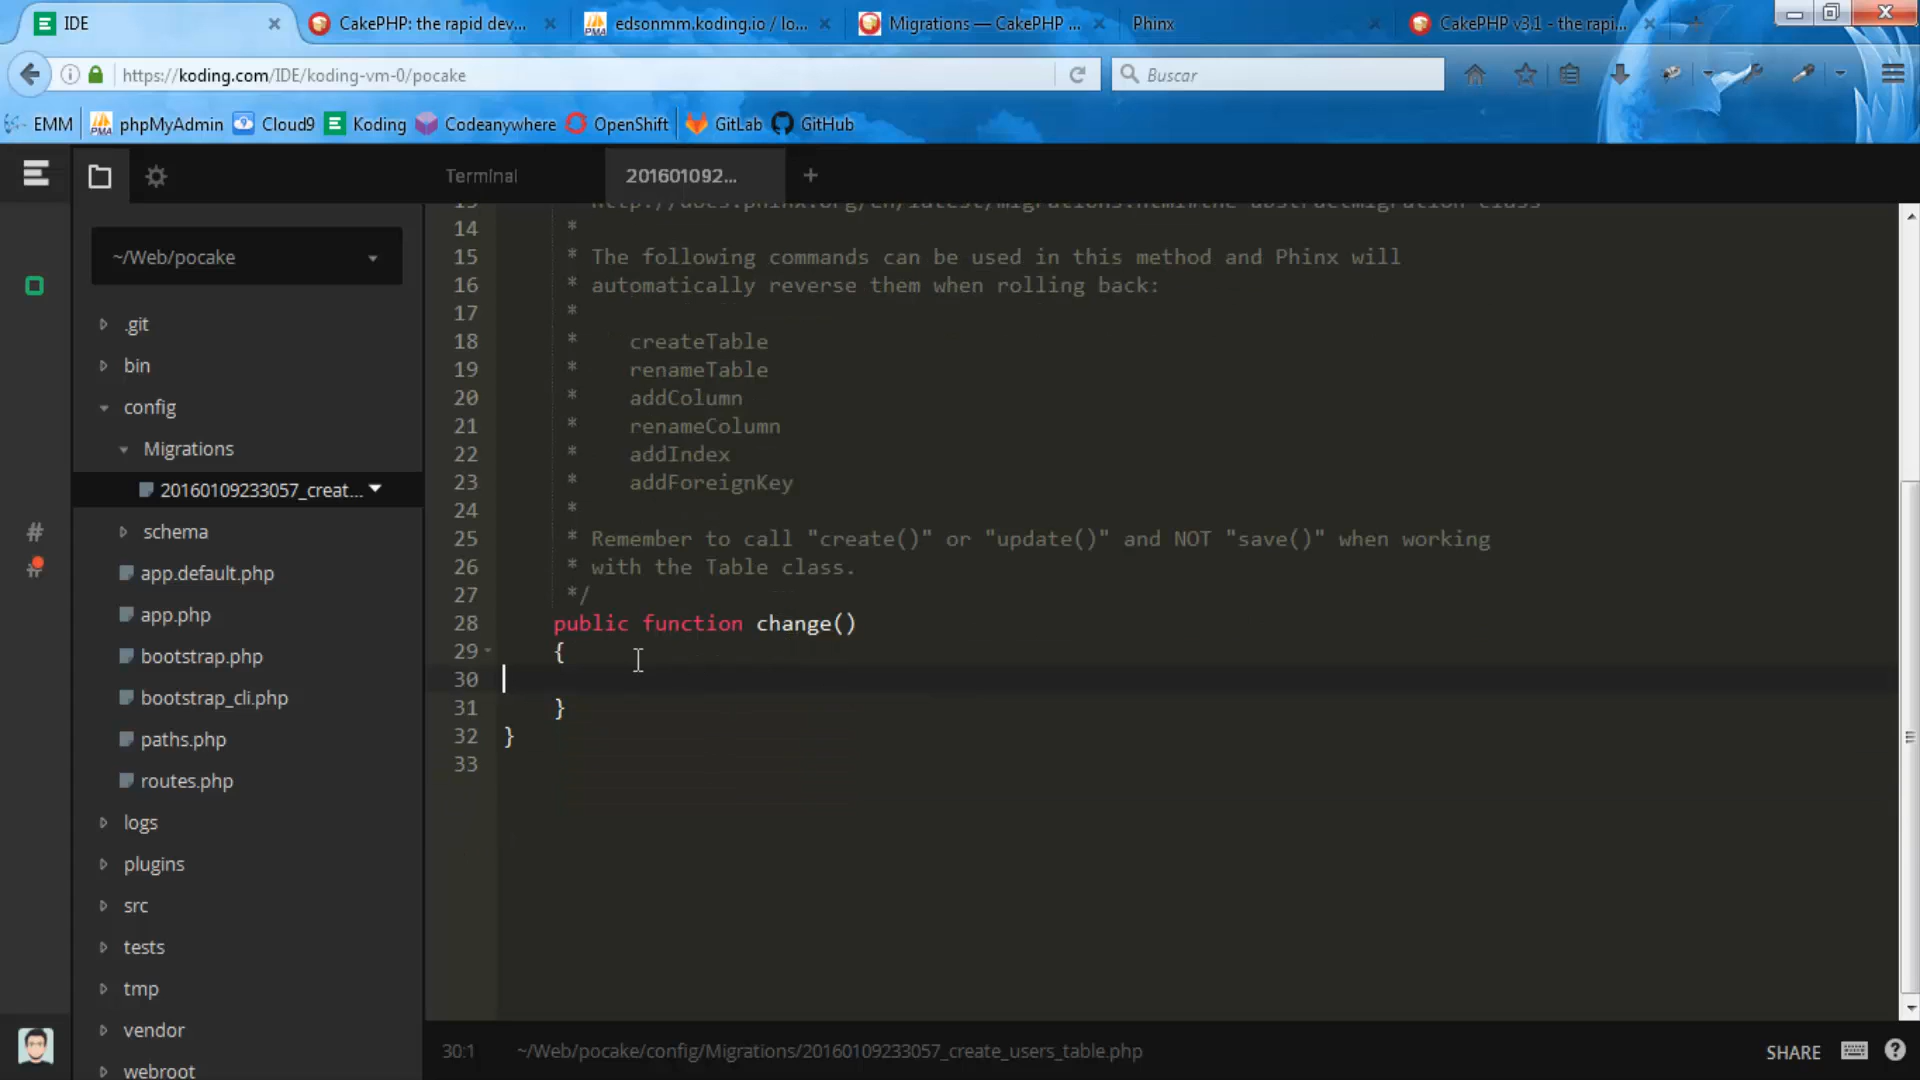 IDE
CakePHP: the rapid dev...
edsonmm.koding.io / lo...
Migrations — CakePHP ...
Phinx
CakePHP v3.1 - the rapi...
https://koding.com/IDE/koding-vm-0/pocake
Buscar
EMM
phpMyAdmin
Cloud9
Koding
Codeanywhere
OpenShift
GitLab
GitHub
Terminal
201601092...
~/Web/pocake
.git
bin
config
Migrations
20160109233057_creat...
schema
app.default.php
app.php
bootstrap.php
bootstrap_cli.php
paths.php
routes.php
logs
plugins
src
tests
tmp
vendor
webroot
14 *
15 * The following commands can be used in this method and Phinx will
16 * automatically reverse them when rolling back:
17 *
18 * createTable
19 * renameTable
20 * addColumn
21 * renameColumn
22 * addIndex
23 * addForeignKey
24 *
25 * Remember to call "create()" or "update()" and NOT "save()" when working
26 * with the Table class.
27 */
28 public function change()
29 {
30
31 }
32 }
33
30:1 ~/Web/pocake/config/Migrations/20160109233057_create_users_table.php
SHARE